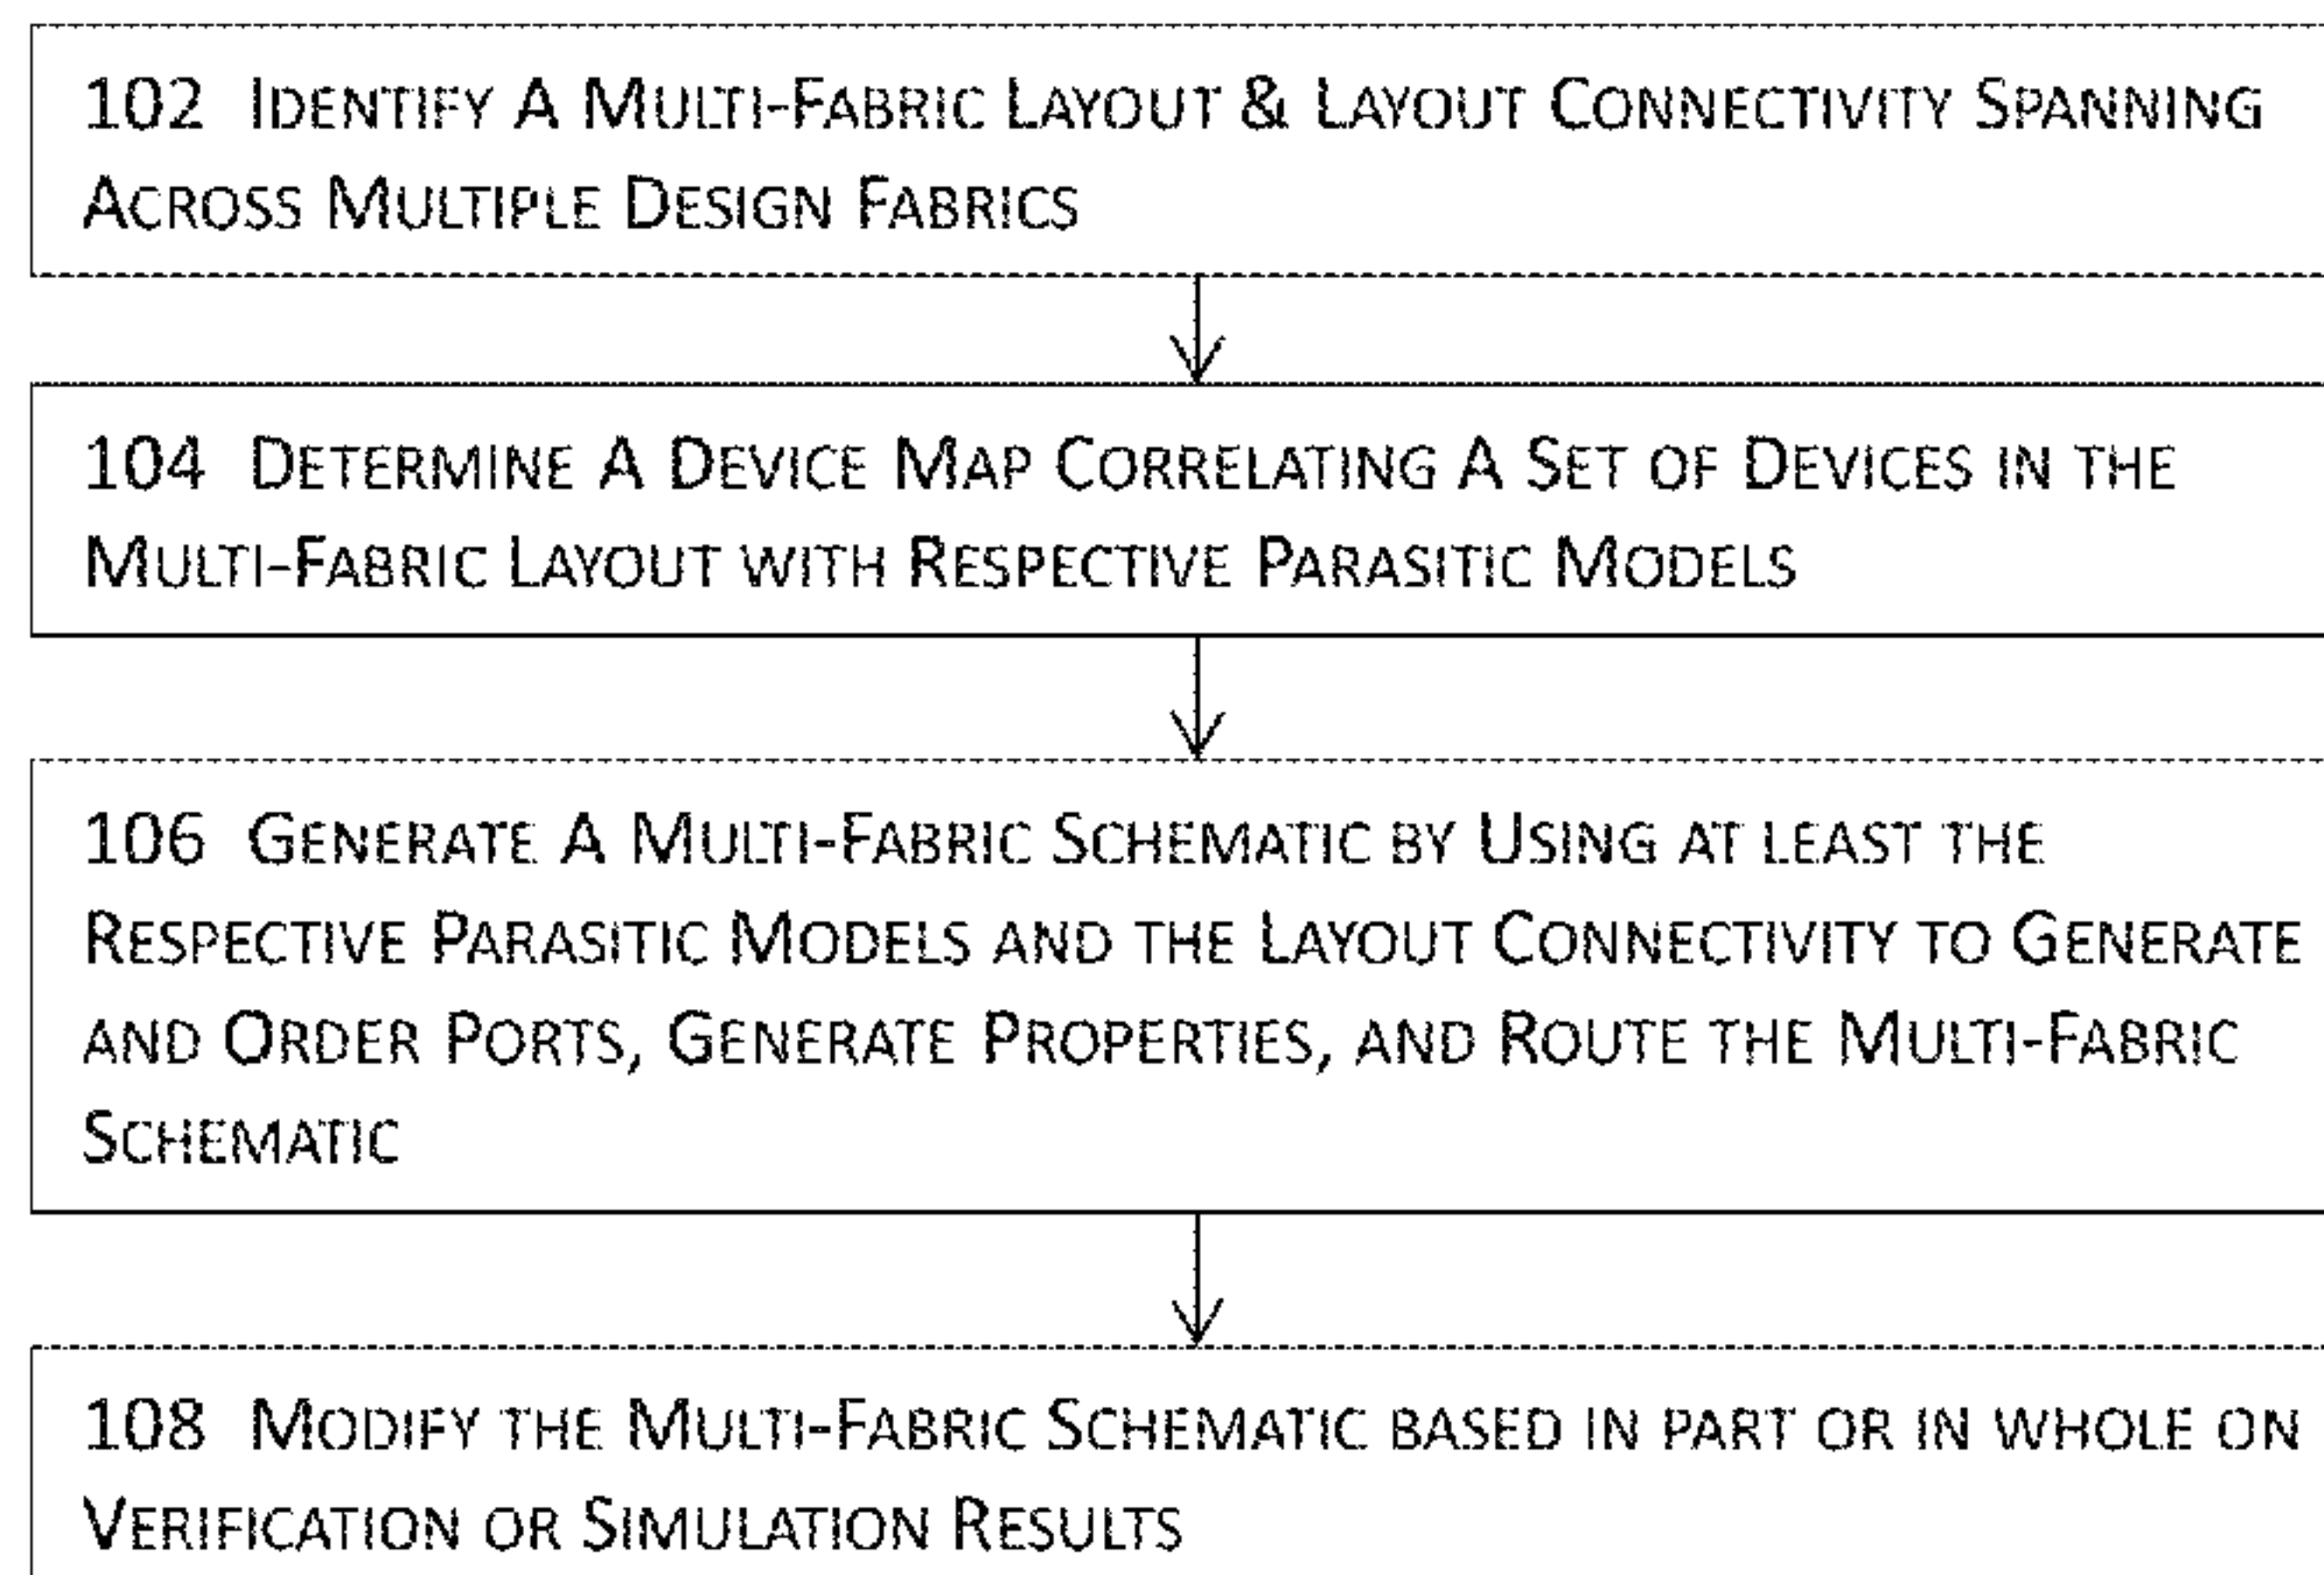 102 Identify A Multi-Fabric Layout & Layout Connectivity Spanning
Across Multiple Design Fabrics
104 Determine A Device Map Correlating A Set of Devices in the
Multi-Fabric Layout with Respective Parasitic Models
106 Generate A Multi-Fabric Schematic by Using at least the
Respective Parasitic Models and the Layout Connectivity to Generate
and Order Ports, Generate Properties, and Route the Multi-Fabric
Schematic
108 Modify the Multi-Fabric Schematic based in part or in whole on
Verification or Simulation Results